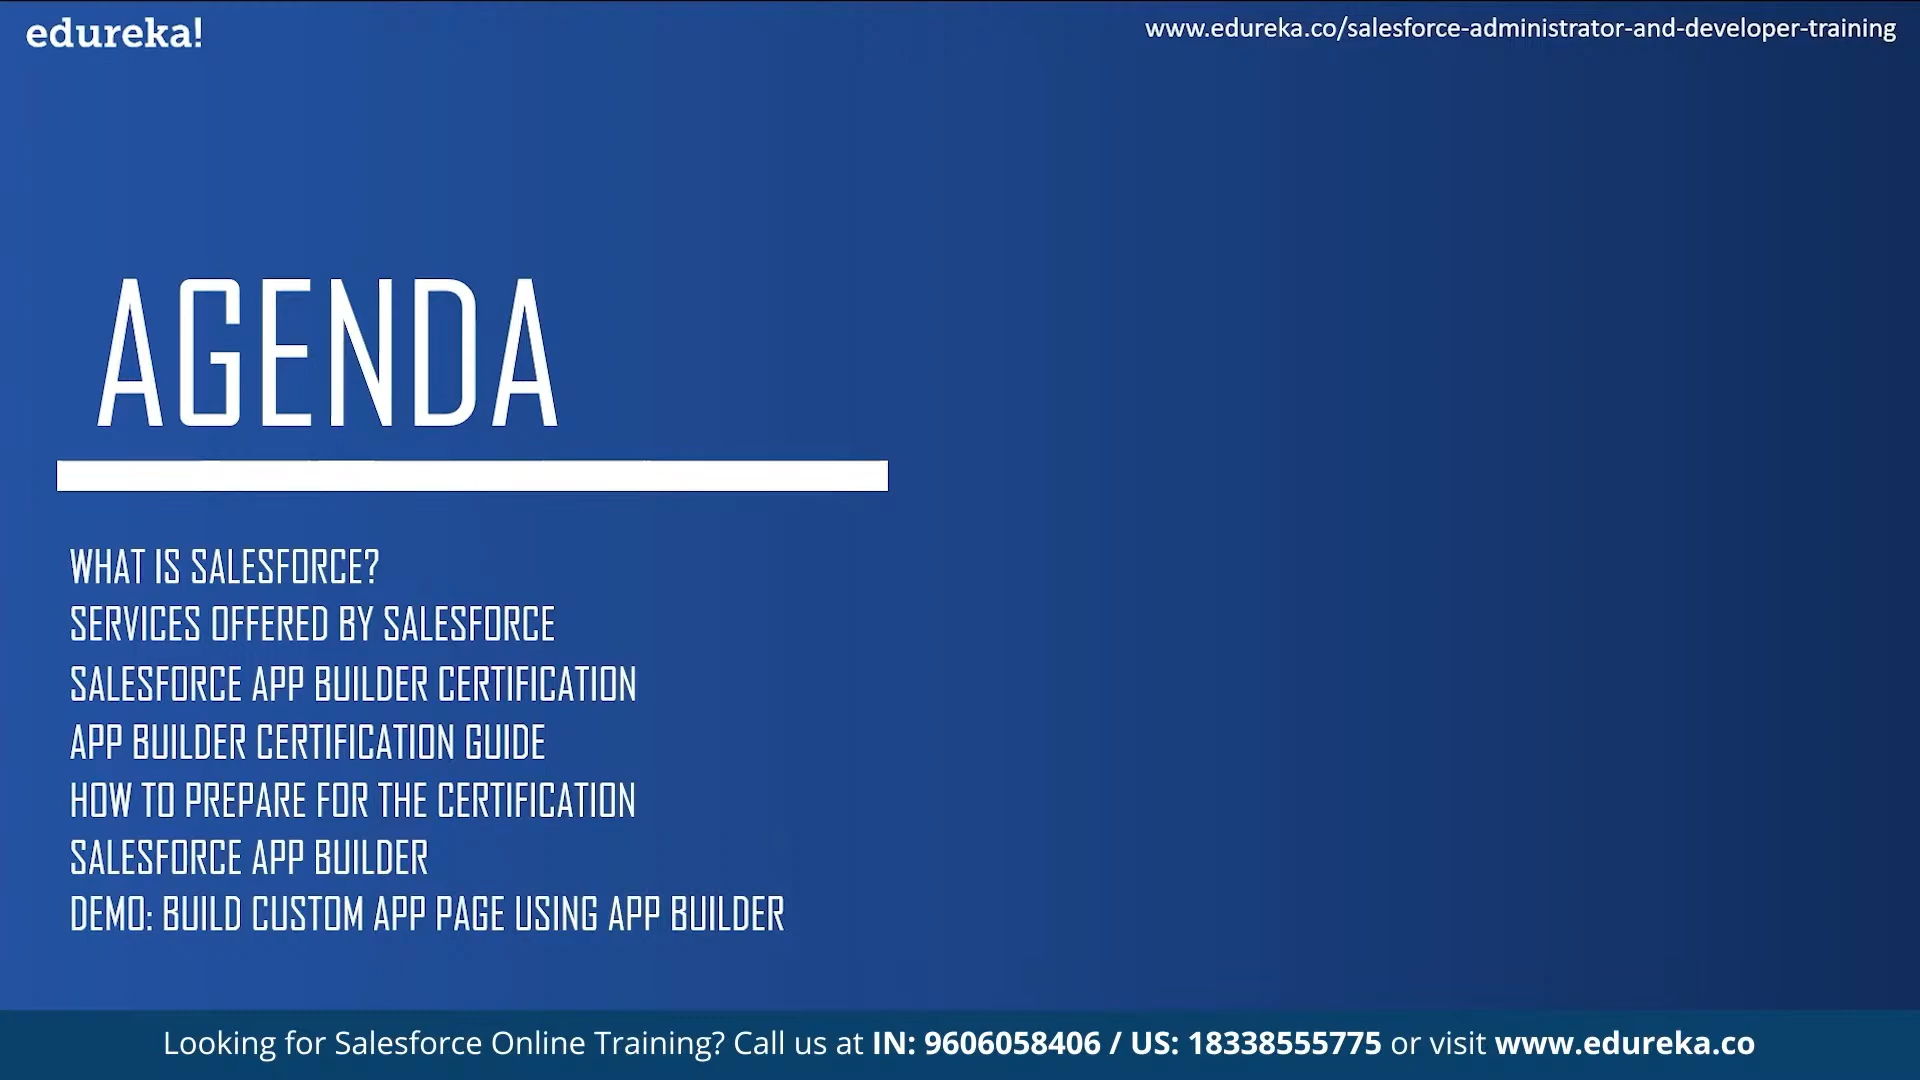 edureka!
www.edureka.co/salesforce-administrator-and-developer-training
AGENDA
WHAT IS SALESFORCE?
SERVICES OFFERED BY SALESFORCE
SALESFORCE APP BUILDER CERTIFICATION
APP BUILDER CERTIFICATION GUIDE
HOW TO PREPARE FOR THE CERTIFICATION
SALESFORCE APP BUILDER
DEMO: BUILD CUSTOM APP PAGE USING APP BUILDER
Looking for Salesforce Online Training? Call us at IN: 9606058406 / US: 18338555775 or visit www.edureka.co